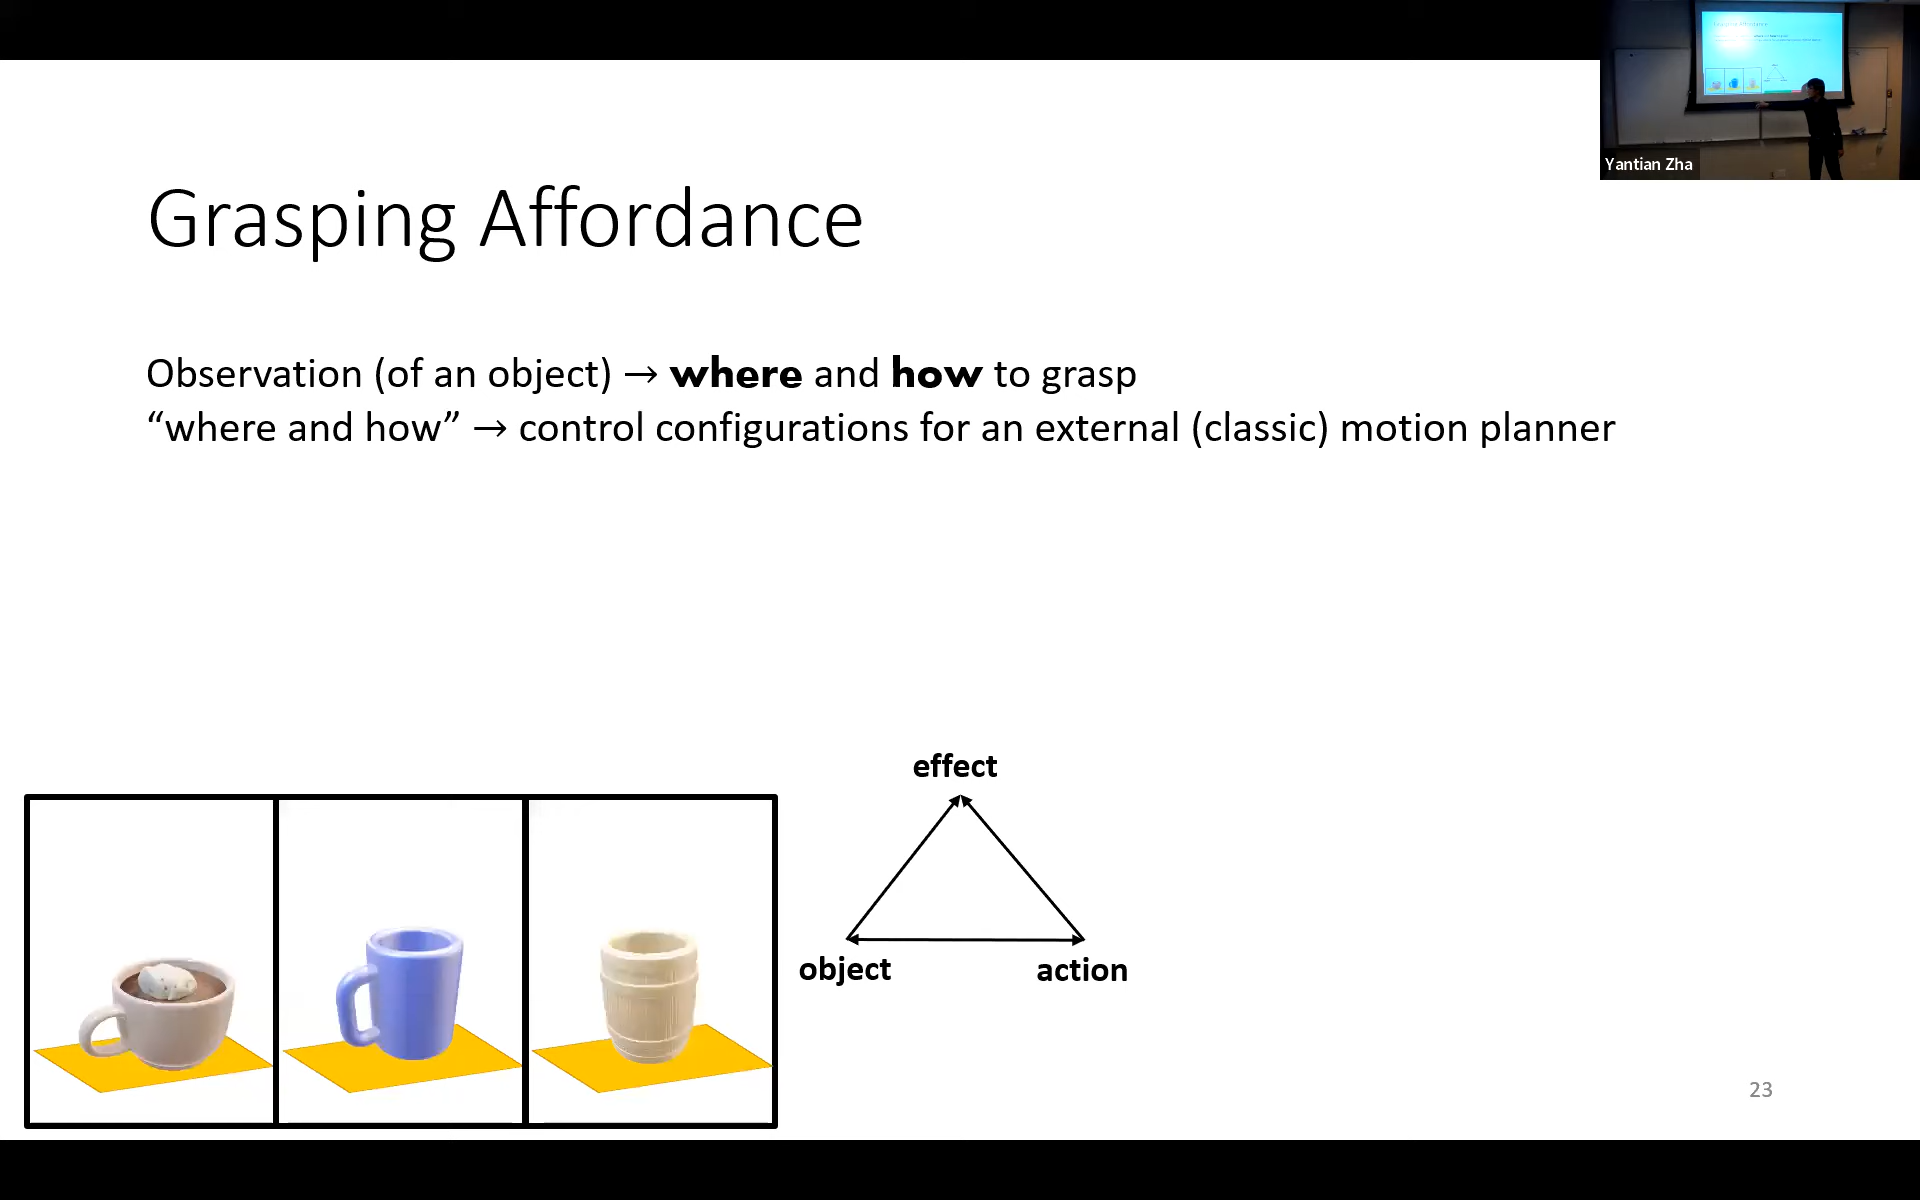 Yantian Zha
Grasping Affordance
Observation (of an object) → where and how to grasp
“where and how” → control configurations for an external (classic) motion planner
effect
object
action
23